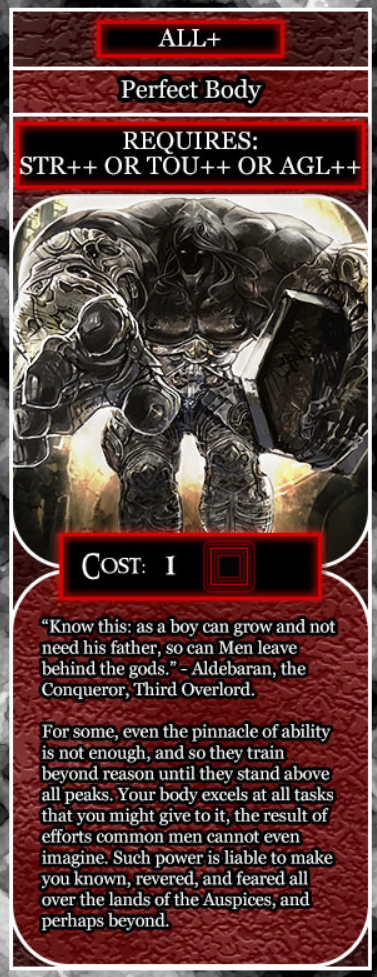 ALL+
Perfect Body
REQUIRES:
STR++ OR TOU++ OR AGL++
COST: 1
“Know this: as a boy can grow and not
need his father, so can Men leave
behind the gods.” - Aldebaran, the
Conqueror, Third Overlord.
For some, even the pinnacle of ability
is not enough, and so they train
beyond reason until they stand above
all peaks. Your body excels at all tasks
that you might give to it, the result of
efforts common men cannot even
imagine. Such power is liable to make
you known, revered, and feared all
over the lands of the Auspices, and
perhaps beyond.